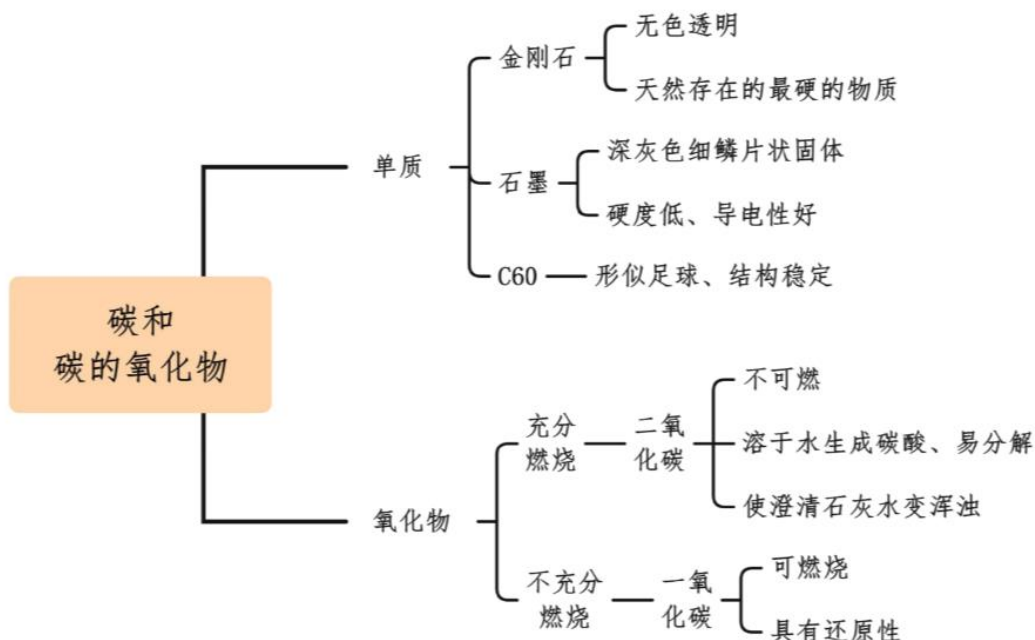 碳和
碳的氧化物
单质
金刚石
无色透明
天然存在的最硬的物质
石墨
深灰色细鳞片状固体
硬度低、导电性好
C60
形似足球、结构稳定
氧化物
充分
燃烧
二氧
化碳
不可燃
溶于水生成碳酸、易分解
使澄清石灰水变浑浊
不充分
燃烧
一氧
化碳
可燃烧
具有还原性